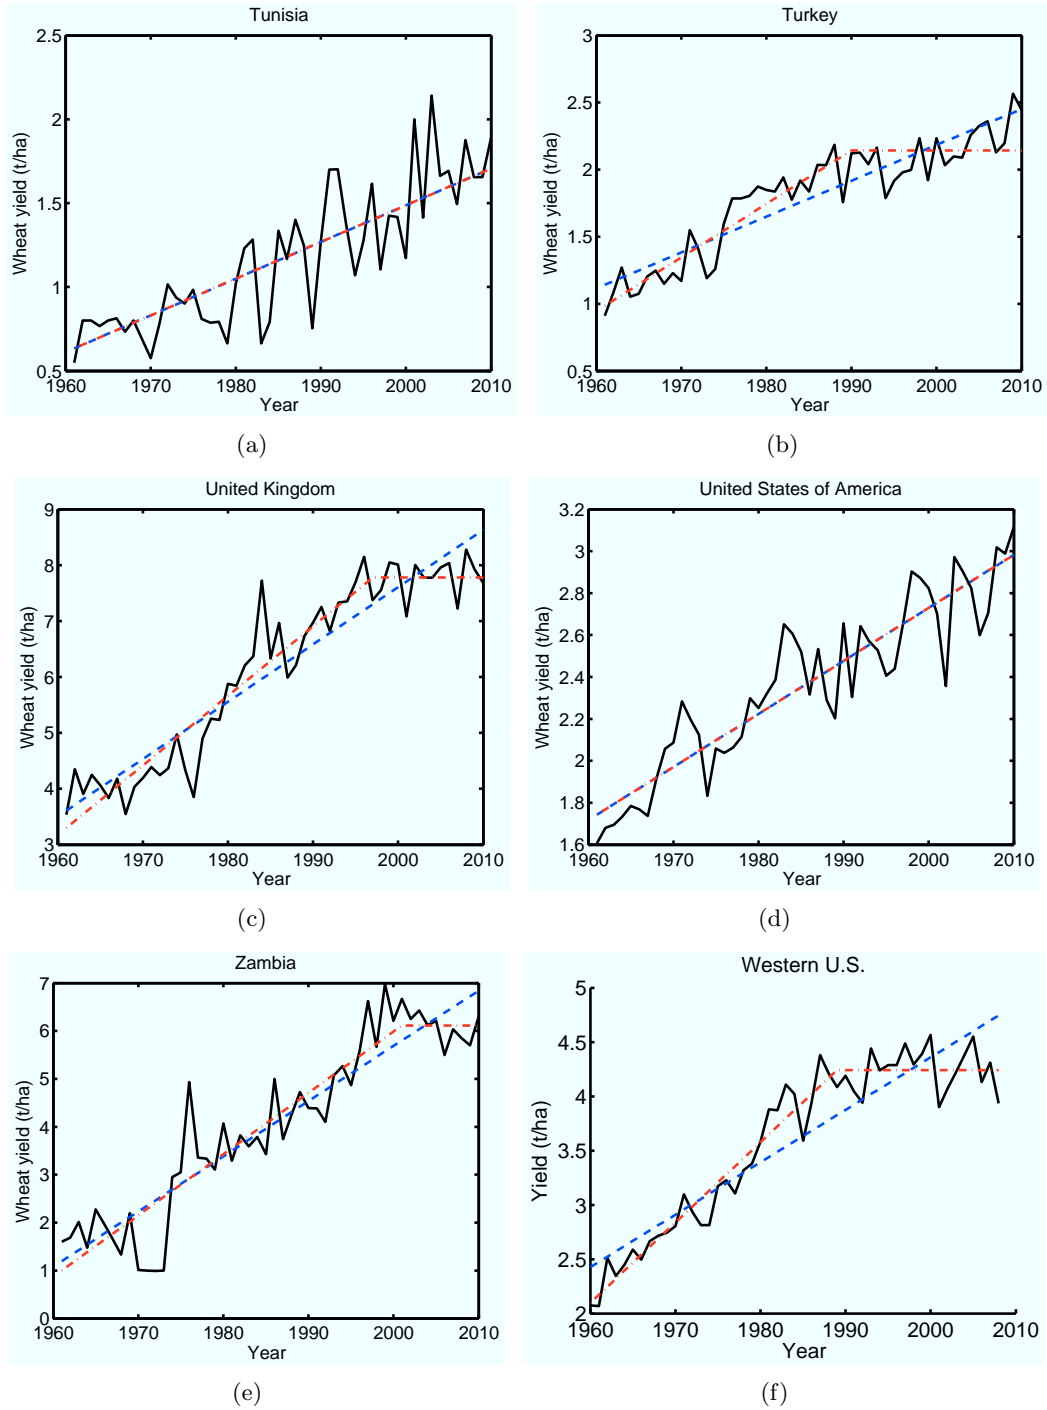 Tunisia
2.5
2
1.5
1
0.5
Wheat yield (t/ha)
1960 1970 1980 1990 2000 2010
Year
(a)
Turkey
3
2.5
2
1.5
1
0.5
Wheat yield (t/ha)
1960 1970 1980 1990 2000 2010
Year
(b)
United Kingdom
9
8
7
6
5
4
3
Wheat yield (t/ha)
1960 1970 1980 1990 2000 2010
Year
(c)
United States of America
3.2
3
2.8
2.6
2.4
2.2
2
1.8
1.6
Wheat yield (t/ha)
1960 1970 1980 1990 2000 2010
Year
(d)
Zambia
7
6
5
4
3
2
1
0
Wheat yield (t/ha)
1960 1970 1980 1990 2000 2010
Year
(e)
Western U.S.
5
4.5
4
3.5
3
2.5
2
Yield (t/ha)
1960 1970 1980 1990 2000 2010
Year
(f)